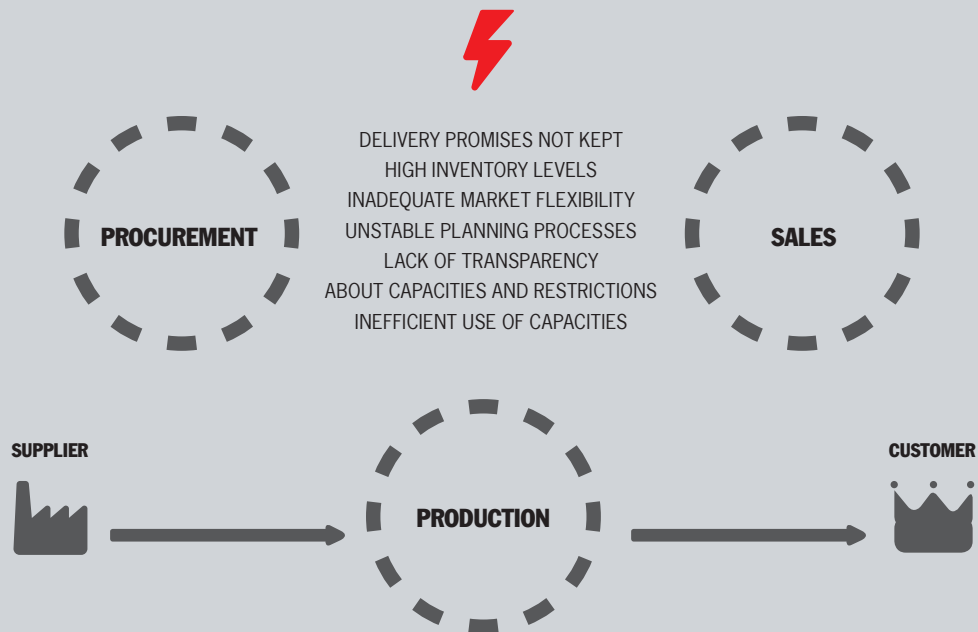 DELIVERY PROMISES NOT KEPT
HIGH INVENTORY LEVELS
INADEQUATE MARKET FLEXIBILITY
UNSTABLE PLANNING PROCESSES
LACK OF TRANSPARENCY
ABOUT CAPACITIES AND RESTRICTIONS
INEFFICIENT USE OF CAPACITIES
PROCUREMENT
SALES
SUPPLIER
CUSTOMER
PRODUCTION